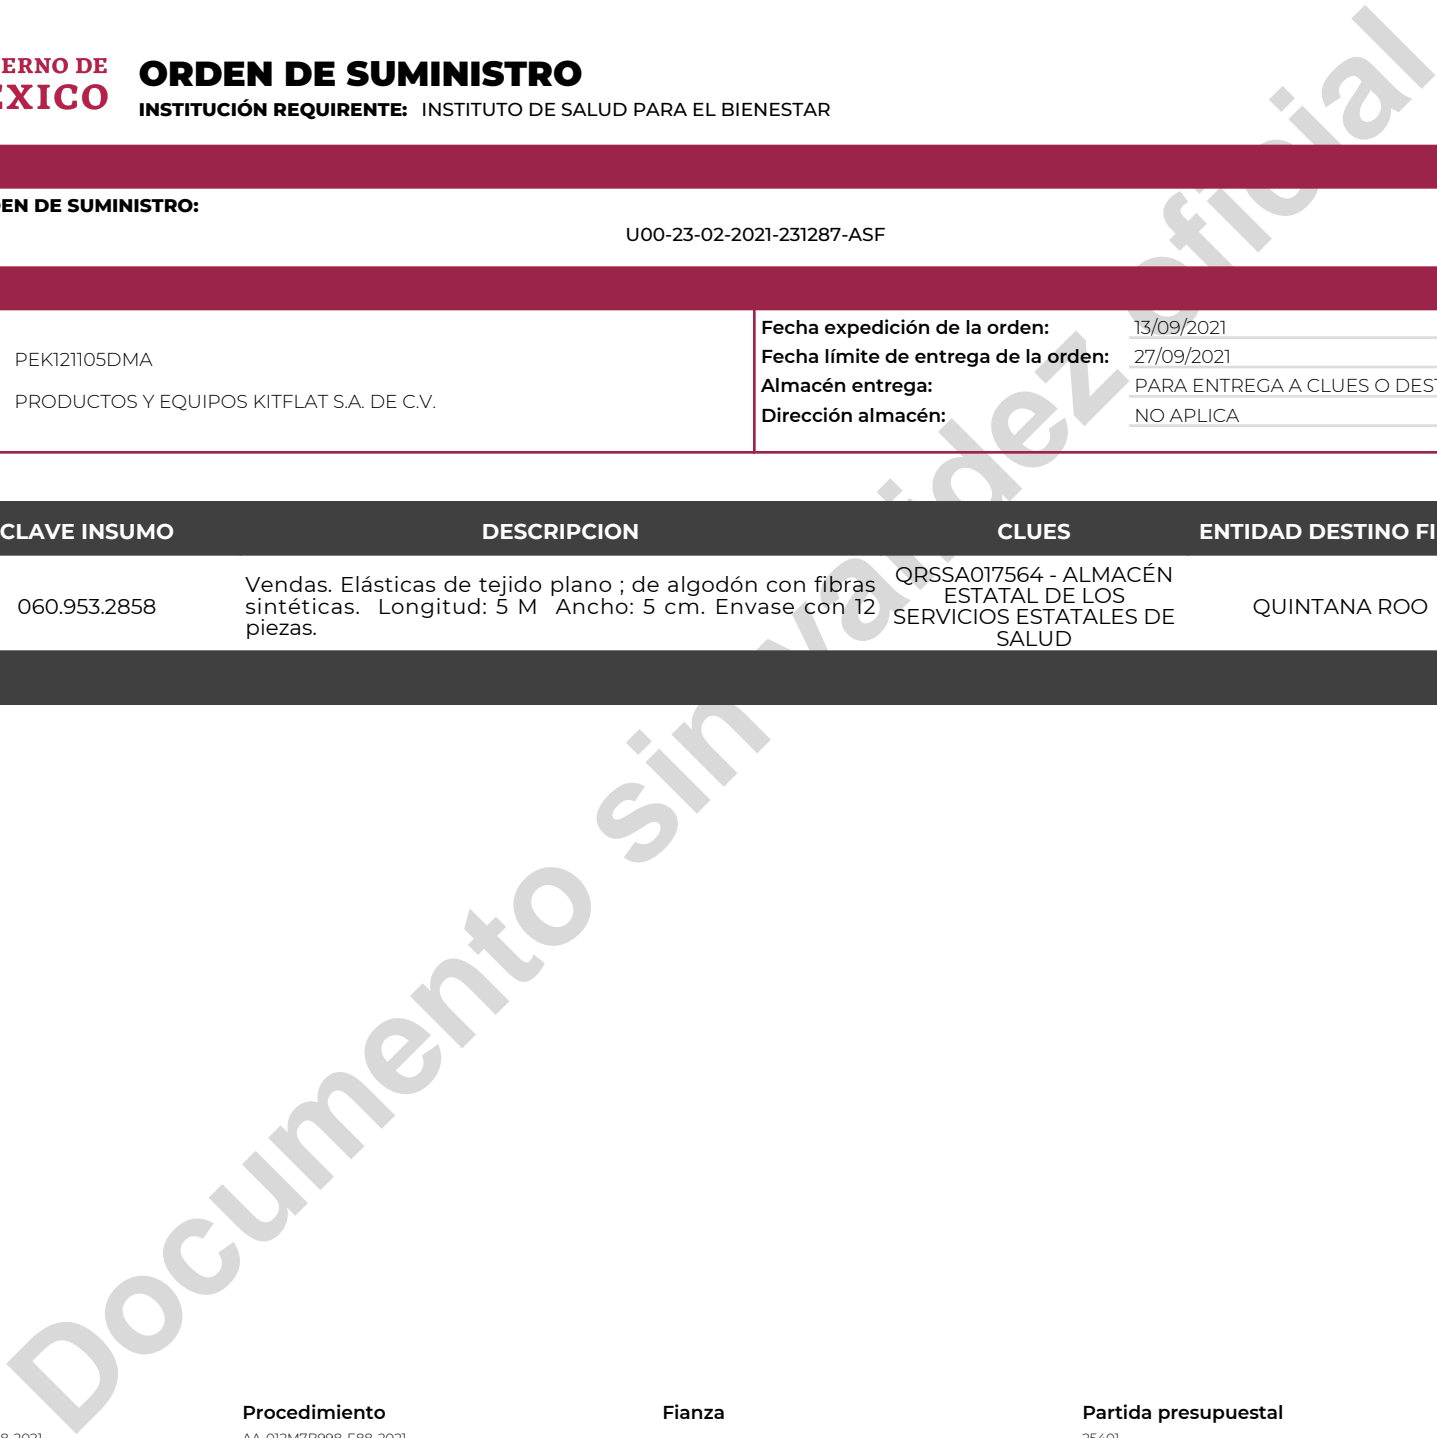 ERNO DE
ORDEN DE SUMINISTRO
INSTITUCIÓN REQUIRENTE: INSTITUTO DE SALUD PARA EL BIENESTAR
EN DE SUMINISTRO:
U00-23-02-2021-231287-ASF
PEK121105DMA
PRODUCTOS Y EQUIPOS KITFLAT S.A. DE C.V.
Fecha expedición de la orden: 13/09/2021
Fecha límite de entrega de la orden: 27/09/2021
Almacén entrega: PARA ENTREGA A CLUES O DEST
Dirección almacén: NO APLICA
CLAVE INSUMO DESCRIPCION CLUES ENTIDAD DESTINO FI
060.953.2858
Vendas. Elásticas de tejido plano ; de algodón con fibras
sintéticas. Longitud: 5 M Ancho: 5 cm. Envase con 12
piezas.
QRSSA017564 - ALMACÉN
ESTATAL DE LOS
SERVICIOS ESTATALES DE
SALUD
QUINTANA ROO
Documento sin validez oficial
Procedimiento Fianza Partida presupuestal